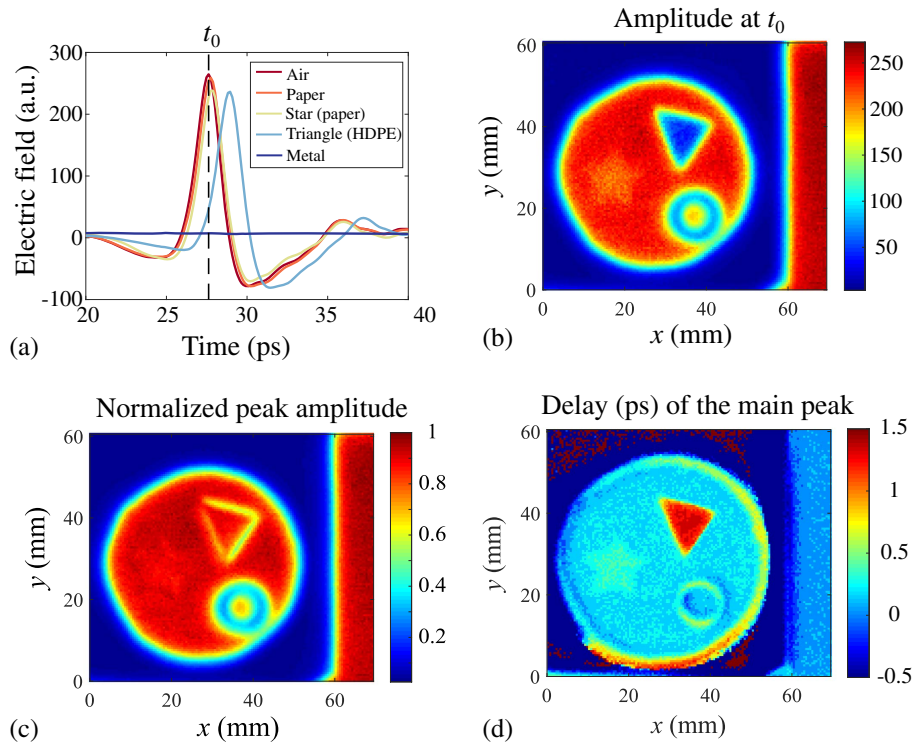 t0
300
200
100
0
-100
20 25 30 35 40
Electric field (a.u.)
Time (ps)
Air
Paper
Star (paper)
Triangle (HDPE)
Metal
(a)
Amplitude at t0
60
40
20
0
0 20 40 60
y (mm)
x (mm)
250
200
150
100
50
(b)
Normalized peak amplitude
60
40
20
0
0 20 40 60
y (mm)
x (mm)
1
0.8
0.6
0.4
0.2
(c)
Delay (ps) of the main peak
60
40
20
0
0 20 40 60
y (mm)
x (mm)
1.5
1
0.5
0
-0.5
(d)